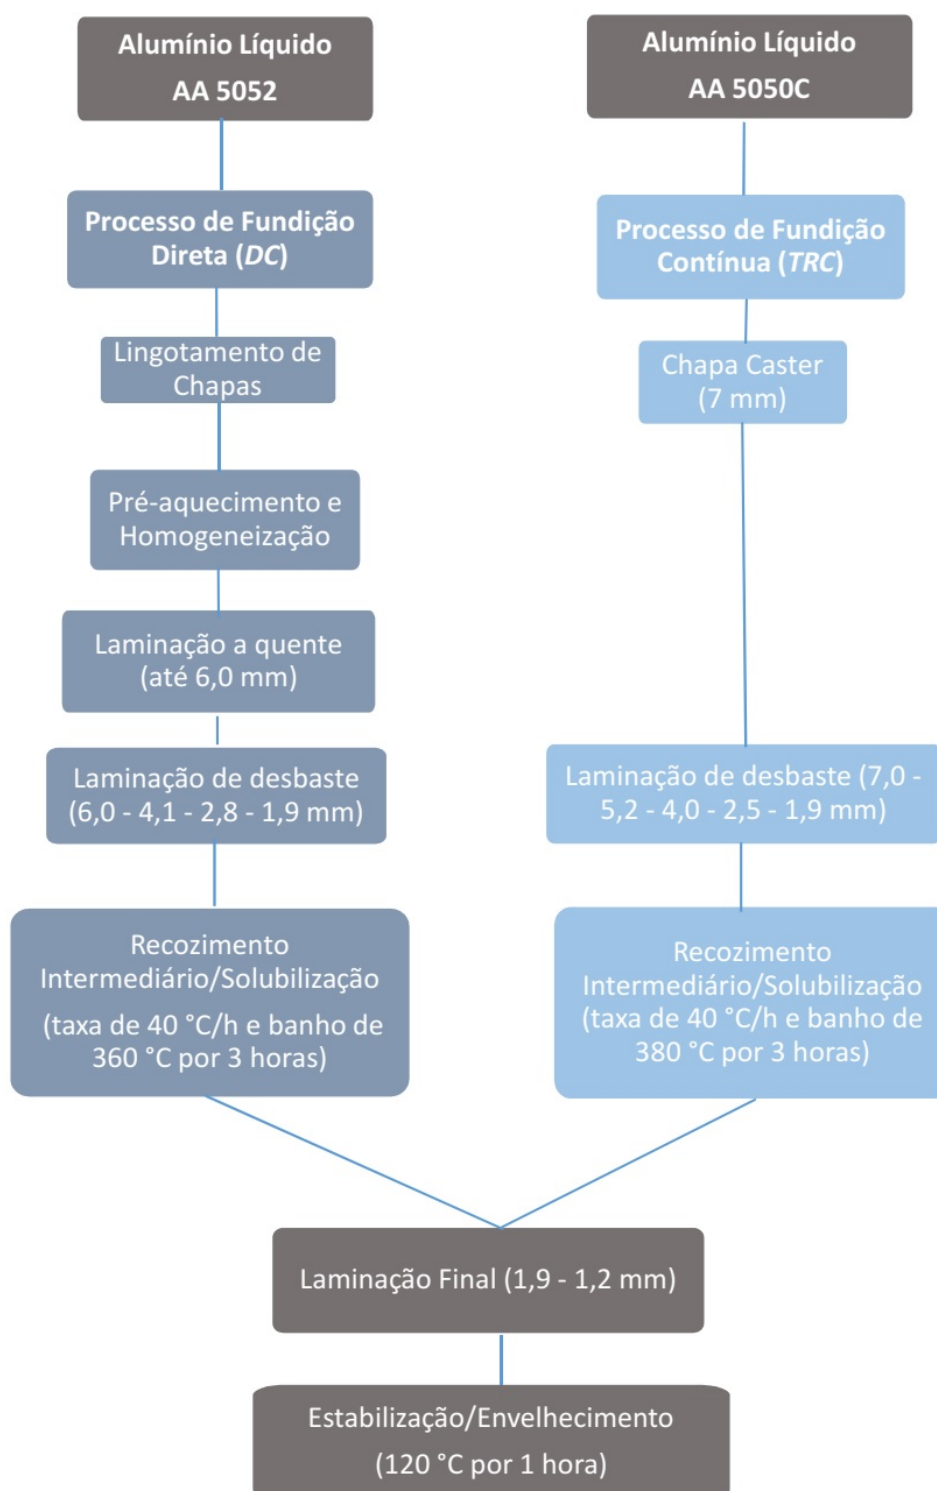 Alumínio Líquido
AA 5052
Processo de Fundição
Direta (DC)
Lingotamento de
Chapas
Pré-aquecimento e
Homogeneização
Laminação a quente
(até 6,0 mm)
Laminação de desbaste
(6,0 - 4,1 - 2,8 - 1,9 mm)
Recozimento
Intermediário/Solubilização
(taxa de 40 °C/h e banho de
360 °C por 3 horas)
Alumínio Líquido
AA 5050C
Processo de Fundição
Contínua (TRC)
Chapa Caster
(7 mm)
Laminação de desbaste (7,0 -
5,2 - 4,0 - 2,5 - 1,9 mm)
Recozimento
Intermediário/Solubilização
(taxa de 40 °C/h e banho de
380 °C por 3 horas)
Laminação Final (1,9 - 1,2 mm)
Estabilização/Envelhecimento
(120 °C por 1 hora)